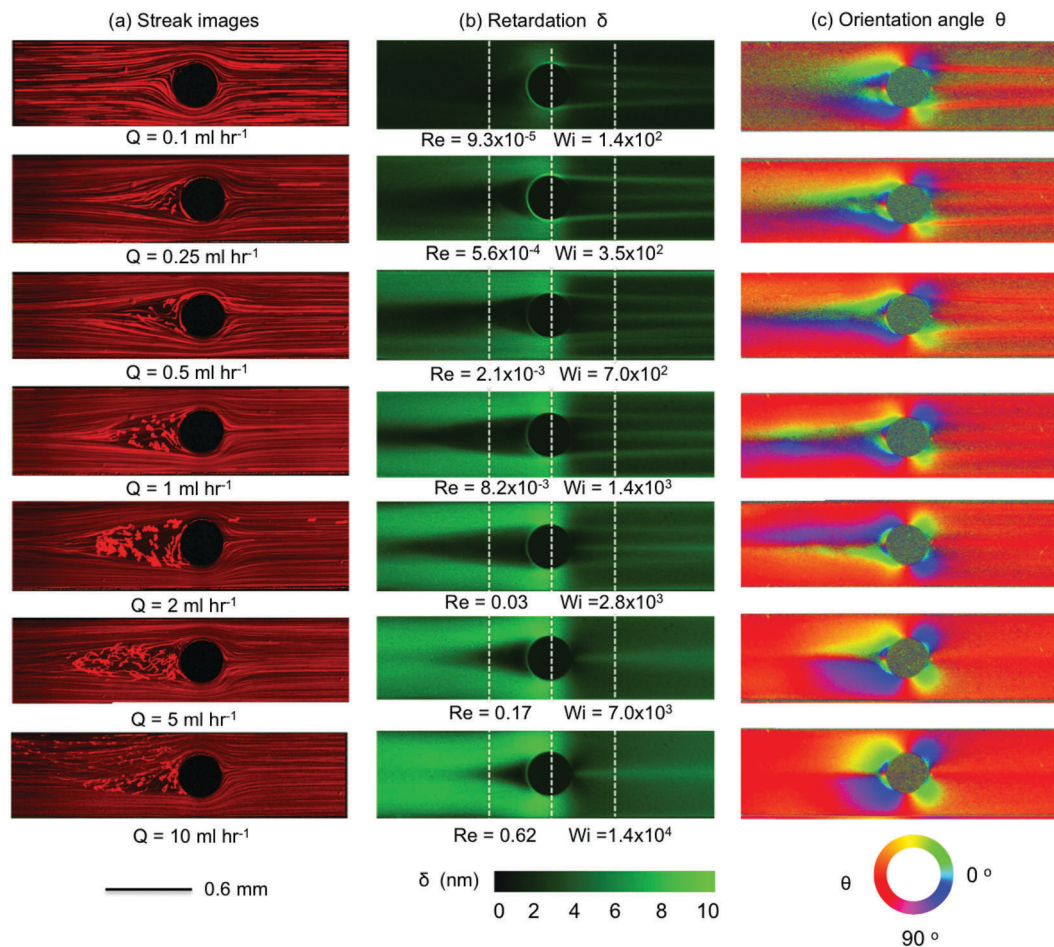 (a) Streak images (b) Retardation δ (c) Orientation angle θ
Q = 0.1 ml hr⁻¹ Re = 9.3x10⁻⁵ Wi = 1.4x10²
Q = 0.25 ml hr⁻¹ Re = 5.6x10⁻⁴ Wi = 3.5x10²
Q = 0.5 ml hr⁻¹ Re = 2.1x10⁻³ Wi = 7.0x10²
Q = 1 ml hr⁻¹ Re = 8.2x10⁻³ Wi = 1.4x10³
Q = 2 ml hr⁻¹ Re = 0.03 Wi =2.8x10³
Q = 5 ml hr⁻¹ Re = 0.17 Wi =7.0x10³
Q = 10 ml hr⁻¹ Re = 0.62 Wi =1.4x10⁴
0.6 mm δ (nm) θ 0 º
0 2 4 6 8 10
90 º